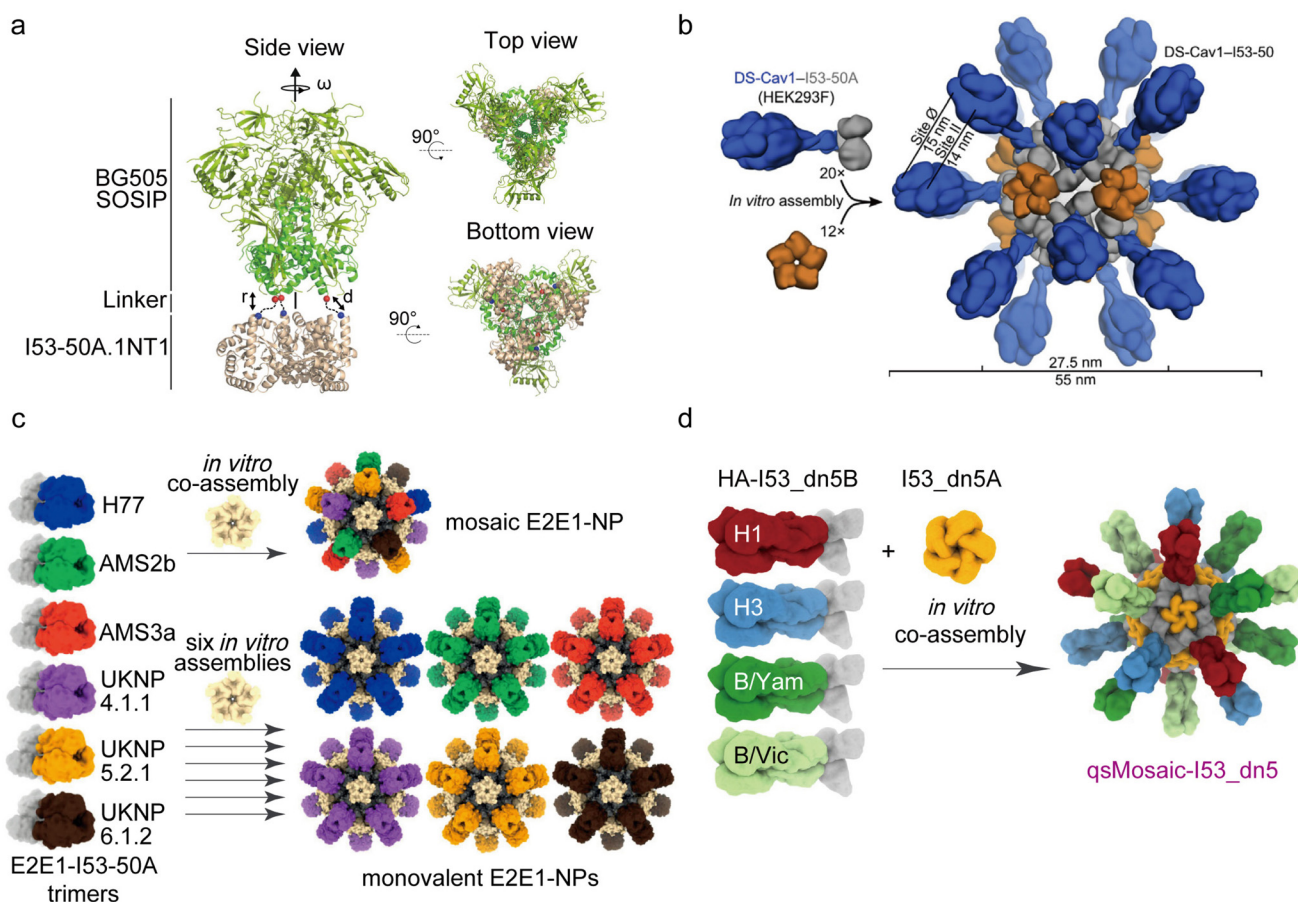 a
Side view
ω
Top view
90°
BG505
SOSIP
Bottom view
Linker
r
l
d
90°
I53-50A.1NT1
b
DS-Cav1–I53-50
DS-Cav1–I53-50A
(HEK293F)
Site Ø
15 nm
Site II
14 nm
20×
In vitro assembly
12×
27.5 nm
55 nm
c
in vitro
co-assembly
H77
mosaic E2E1-NP
AMS2b
AMS3a
six in vitro
assemblies
UKNP
4.1.1
UKNP
5.2.1
UKNP
6.1.2
E2E1-I53-50A
trimers
monovalent E2E1-NPs
d
HA-I53_dn5B
I53_dn5A
H1
+
H3
in vitro
co-assembly
B/Yam
B/Vic
qsMosaic-I53_dn5